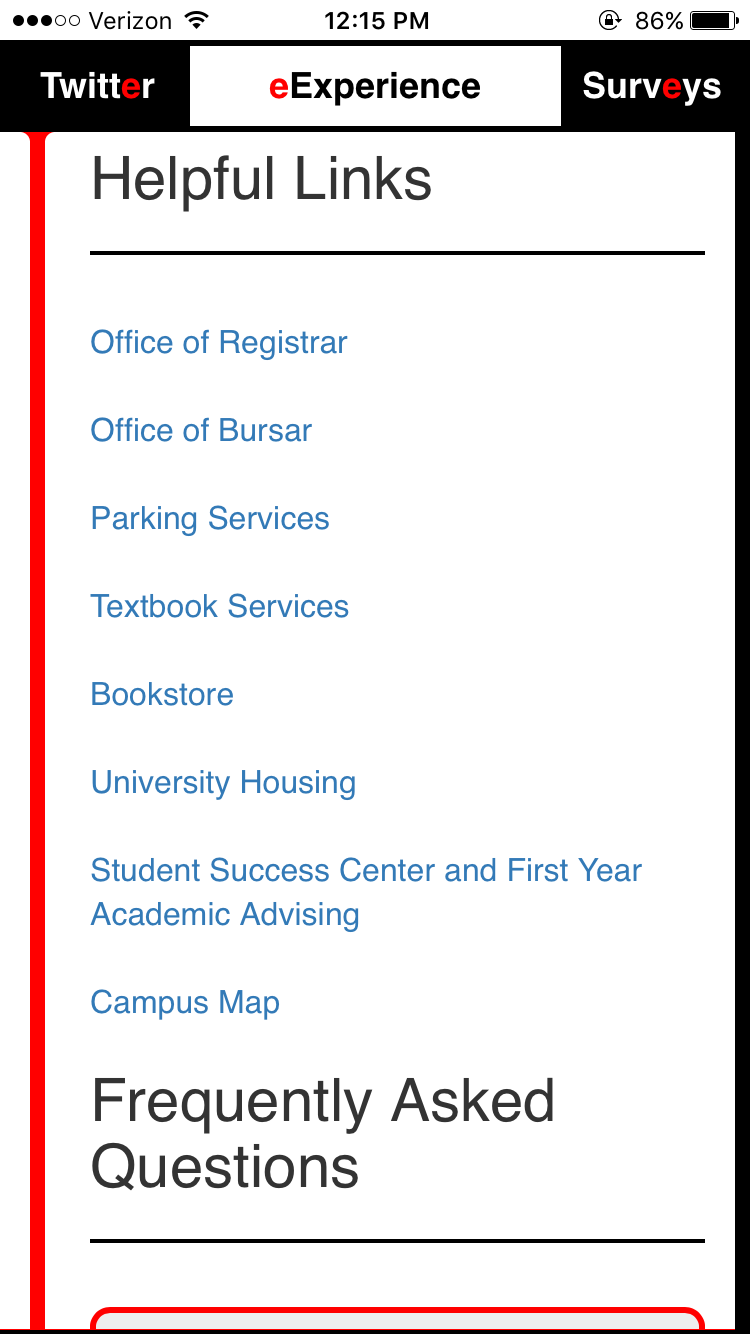 Verizon 12:15 PM 86%
Twitter eExperience Surveys
Helpful Links
Office of Registrar
Office of Bursar
Parking Services
Textbook Services
Bookstore
University Housing
Student Success Center and First Year
Academic Advising
Campus Map
Frequently Asked
Questions